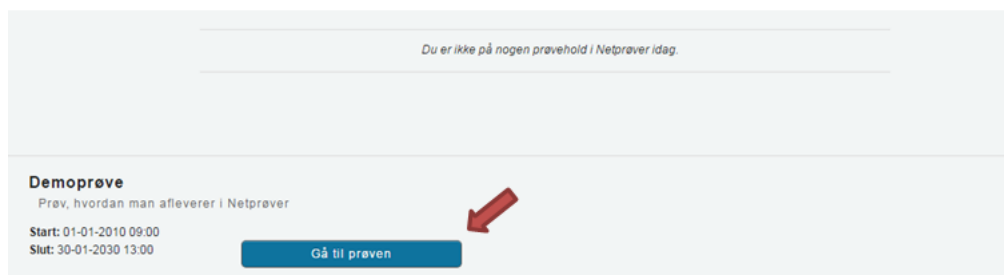 Du er ikke på nogen prøvehold i Netprøver idag.
Demoprøve
Prøv, hvordan man afleverer i Netprøver
Start: 01-01-2010 09:00
Slut: 30-01-2030 13:00
Gå til prøven